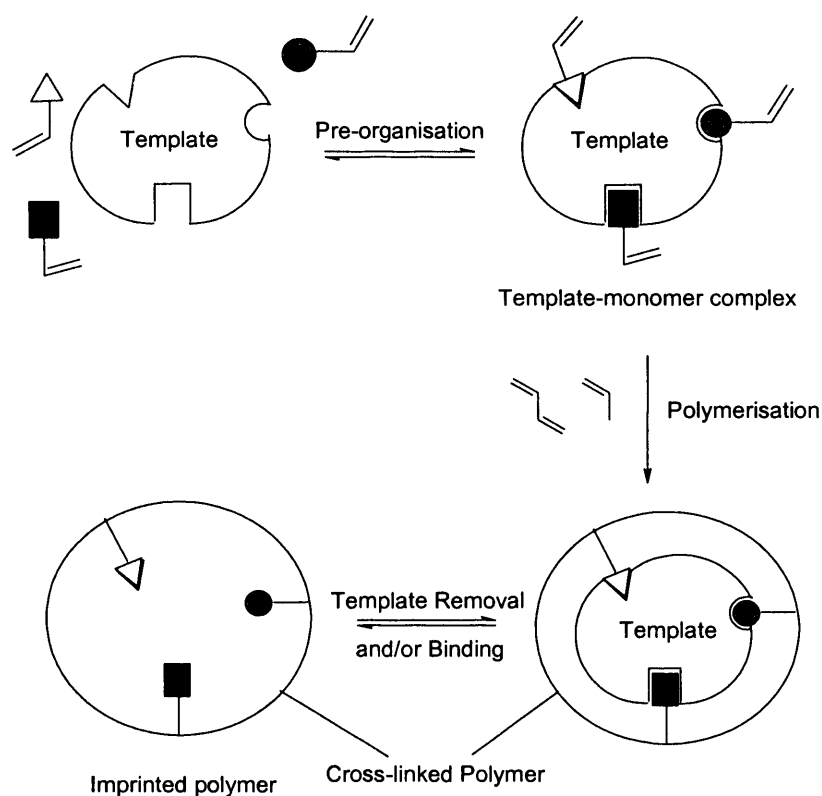 Template
Pre-organisation
Template
Template-monomer complex
Polymerisation
Template Removal
and/or Binding
Template
Imprinted polymer
Cross-linked Polymer